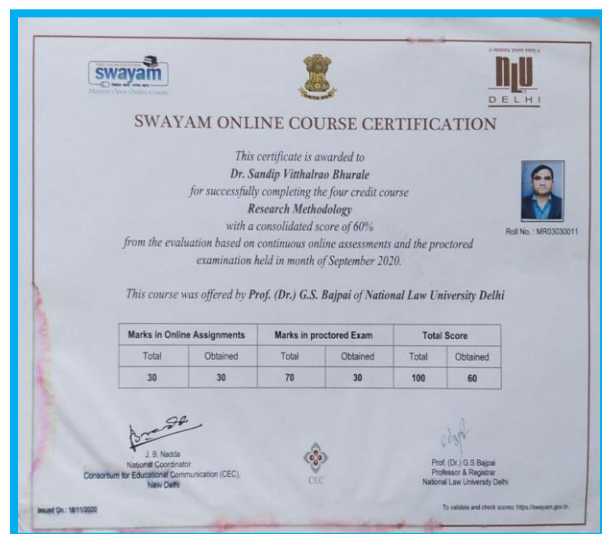 swayam
Massive Open Online Course
NLU
DELHI
SWAYAM ONLINE COURSE CERTIFICATION
This certificate is awarded to
Dr. Sandip Vitthalrao Bhurale
for successfully completing the four credit course
Research Methodology
with a consolidated score of 60%
from the evaluation based on continuous online assessments and the proctored
examination held in month of September 2020.
Roll No. : MR03030011
This course was offered by Prof. (Dr.) G.S. Bajpai of National Law University Delhi
Marks in Online Assignments Marks in proctored Exam Total Score
Total Obtained Total Obtained Total Obtained
30 30 70 30 100 60
J. B. Nadda
National Coordinator
Consortium for Educational Communication (CEC),
New Delhi
CEC
Prof. (Dr.) G.S Bajpai
Professor & Registrar
National Law University Delhi
Issued On : 18/11/2020
To validate and check scores: https://swayam.gov.in